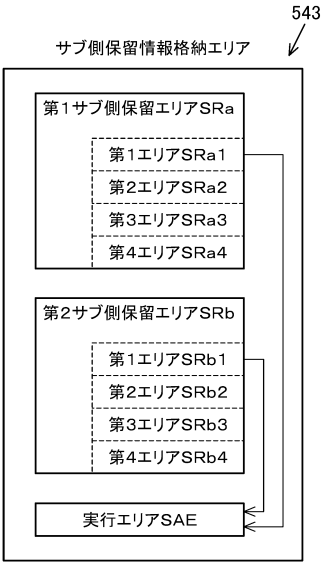 543
サブ側保留情報格納エリア
第1サブ側保留エリアSRa
第1エリアSRa1
第2エリアSRa2
第3エリアSRa3
第4エリアSRa4
第2サブ側保留エリアSRb
第1エリアSRb1
第2エリアSRb2
第3エリアSRb3
第4エリアSRb4
実行エリアSAE